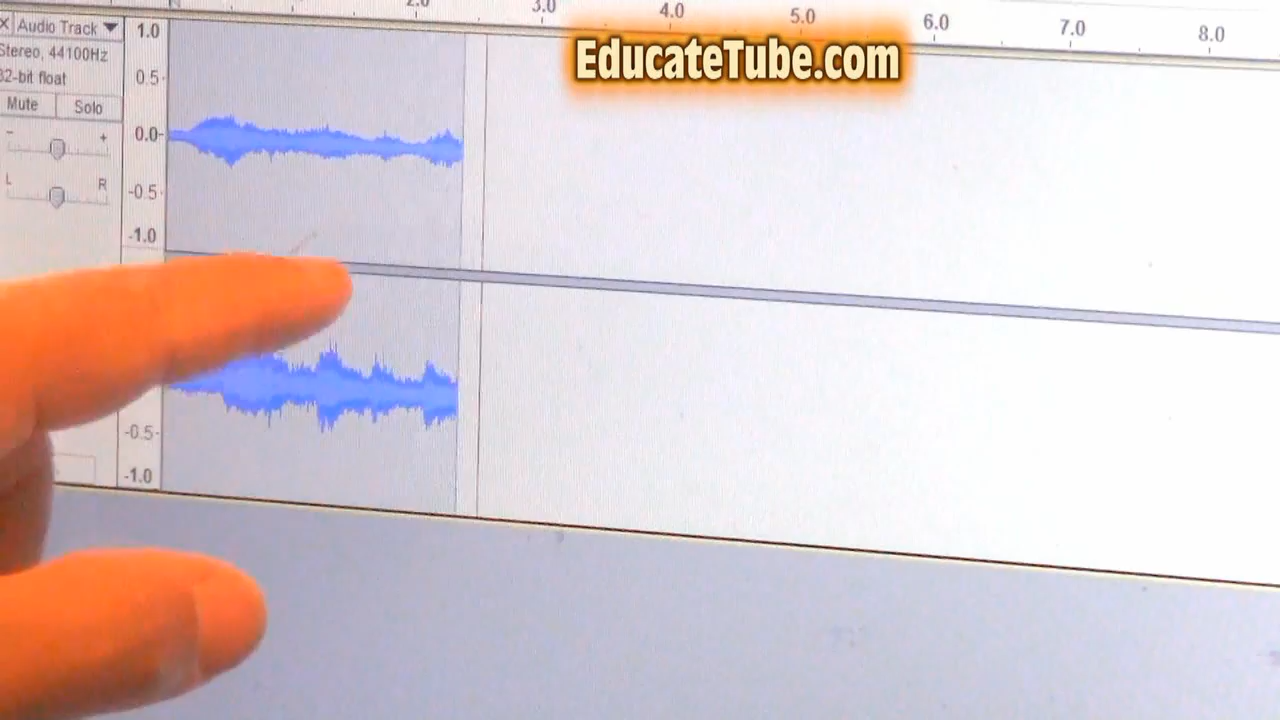 2.0 3.0 4.0 5.0 6.0 7.0 8.0
EducateTube.com
X Audio Track
Stereo, 44100Hz
32-bit float
Mute Solo
- +
L R
1.0
0.5
0.0
-0.5
-1.0
-0.5
-1.0